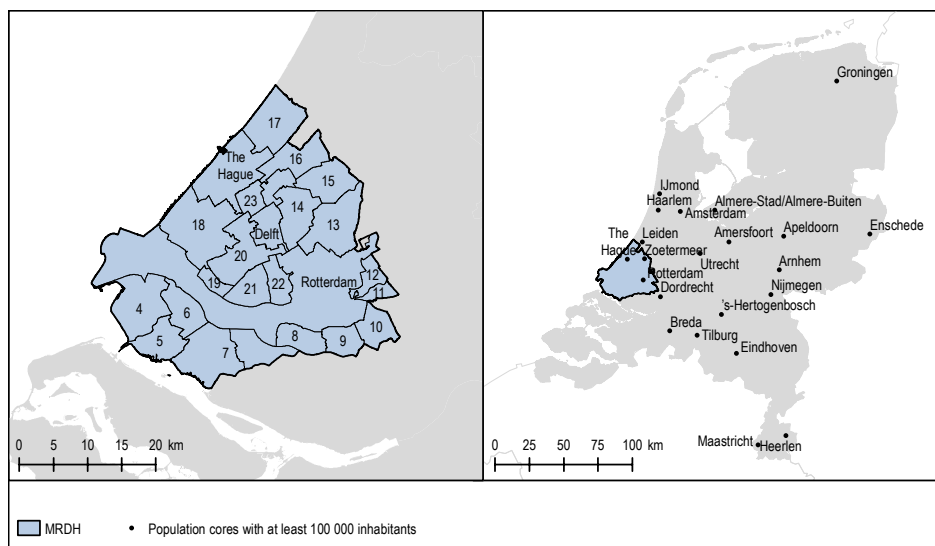 17
The
Hague
16
15
23
14
18
13
Delft
20
Rotterdam
12
19
21
22
11
4
6
10
8
5
7
9
0 5 10 15 20 km
Groningen
IJmond
Haarlem
Almere-Stad/Almere-Buiten
Amsterdam
The
Hague
Leiden
Amersfoort
Apeldoorn
Enschede
Zoetermeer
Utrecht
Arnhem
Rotterdam
Dordrecht
Nijmegen
's-Hertogenbosch
Breda
Tilburg
Eindhoven
Maastricht
Heerlen
0 25 50 75 100 km
MRDH
Population cores with at least 100 000 inhabitants